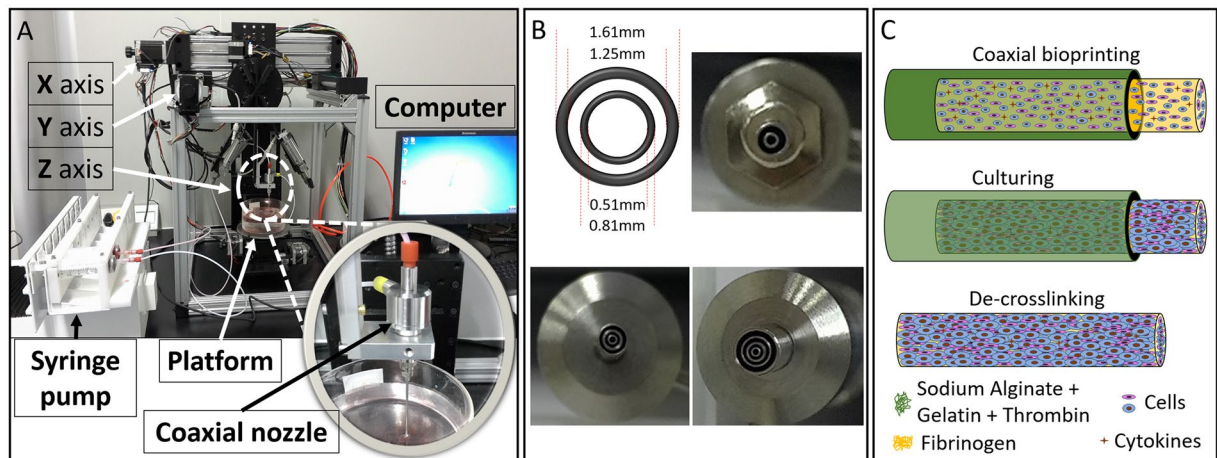 A
X axis
Y axis
Z axis
Computer
Syringe
pump
Platform
Coaxial nozzle
B
1.61mm
1.25mm
0.51mm
0.81mm
C
Coaxial bioprinting
Culturing
De-crosslinking
Sodium Alginate +
Gelatin + Thrombin
Cells
Fibrinogen
Cytokines